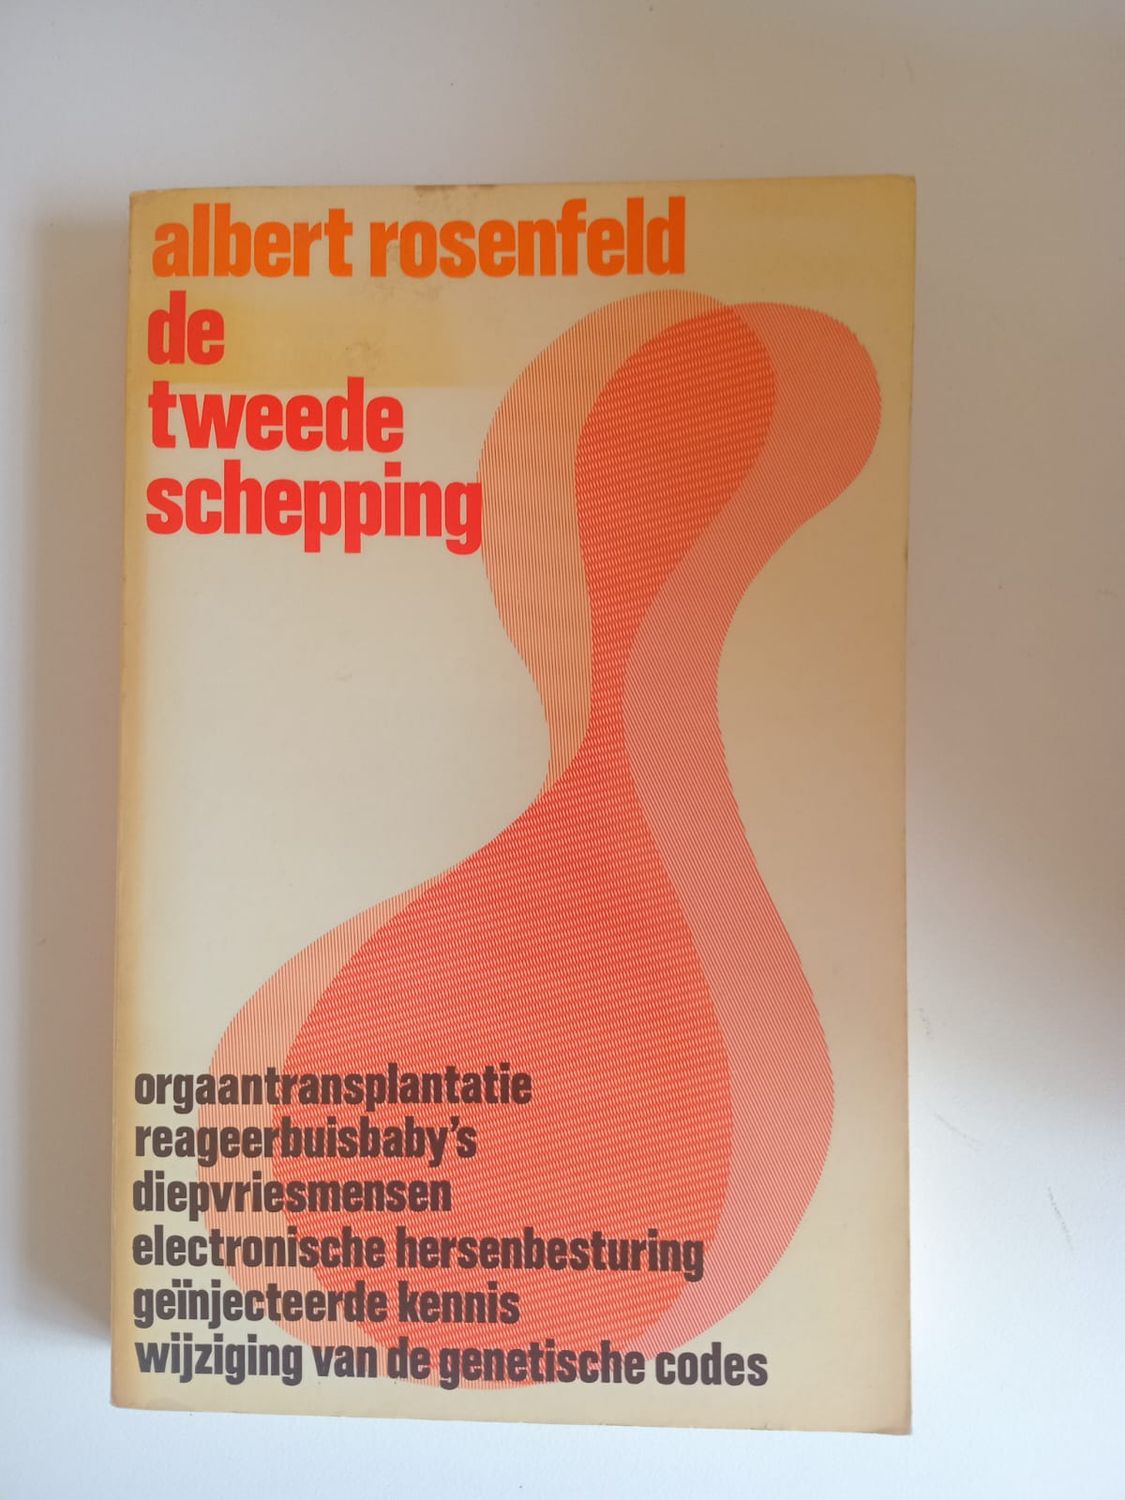 albert rosenfeld
de
tweede
schepping
orgaantransplantatie
reageerbuisbaby's
diepvriesmensen
electronische hersenbesturing
geïnjecteerde kennis
wijziging van de genetische codes